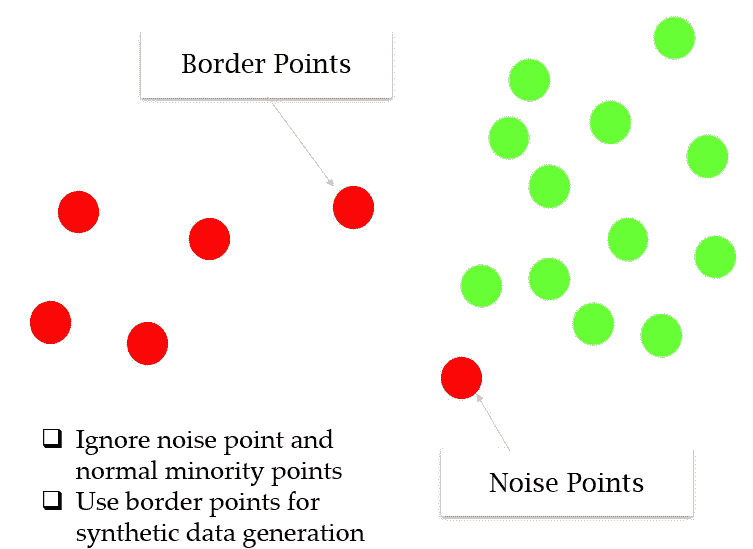 Border Points
Ignore noise point and
normal minority points
Use border points for
synthetic data generation
Noise Points